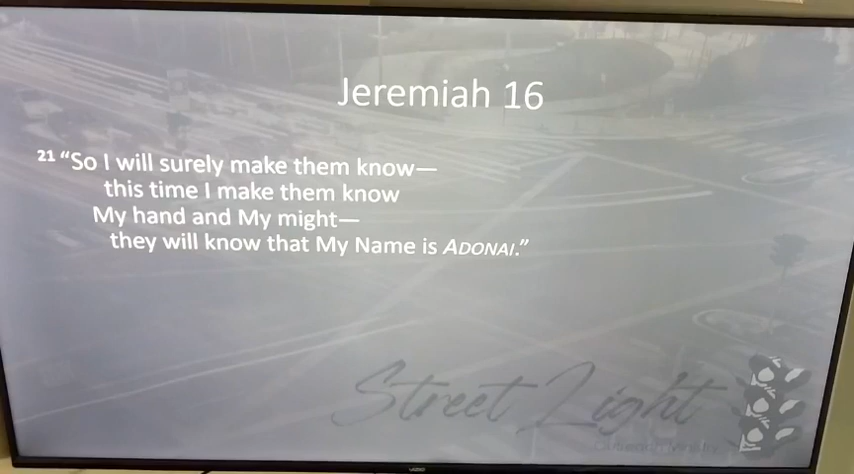 Jeremiah 16
21 “So I will surely make them know—
this time I make them know
My hand and My might—
they will know that My Name is ADONAI.”
Street Light
Ministry